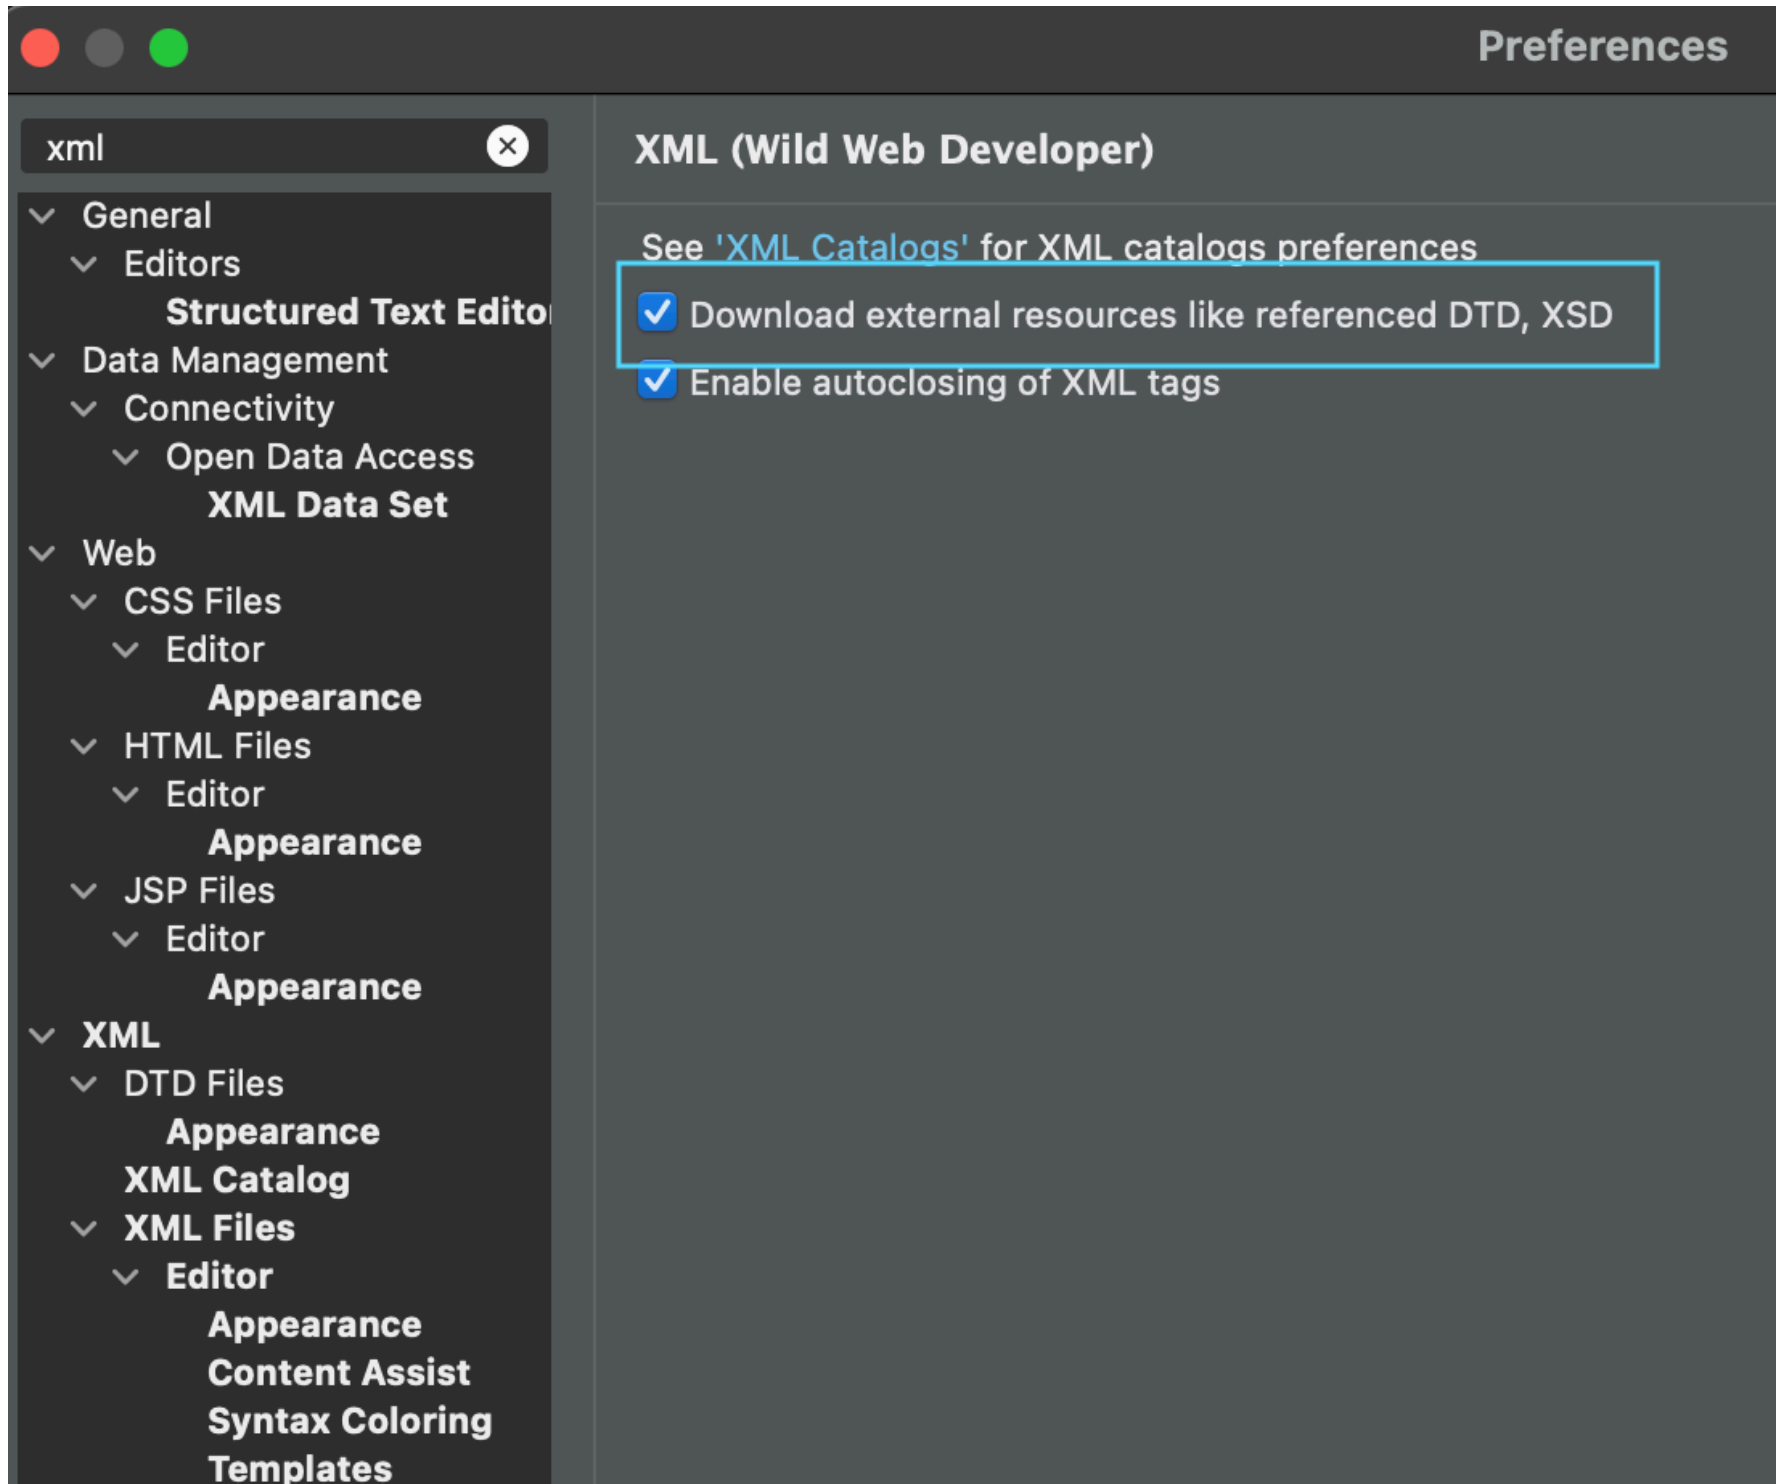 Preferences
xml
General
Editors
Structured Text Edito
Data Management
Connectivity
Open Data Access
XML Data Set
Web
CSS Files
Editor
Appearance
HTML Files
Editor
Appearance
JSP Files
Editor
Appearance
XML
DTD Files
Appearance
XML Catalog
XML Files
Editor
Appearance
Content Assist
Syntax Coloring
Templates
XML (Wild Web Developer)
See 'XML Catalogs' for XML catalogs preferences
Download external resources like referenced DTD, XSD
Enable autoclosing of XML tags